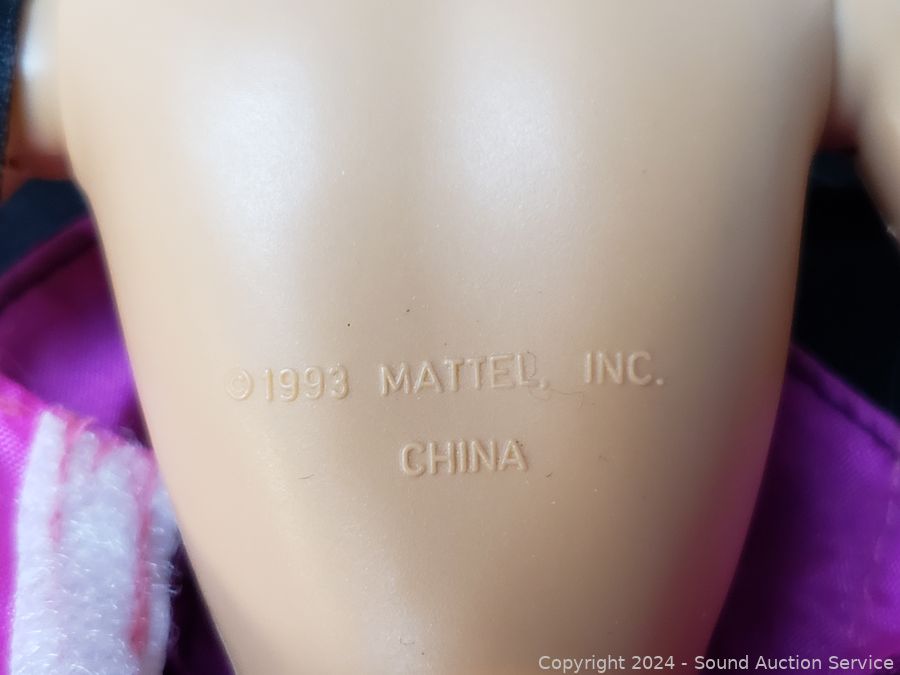 ©1993 MATTEL, INC.
CHINA
Copyright 2024 - Sound Auction Service